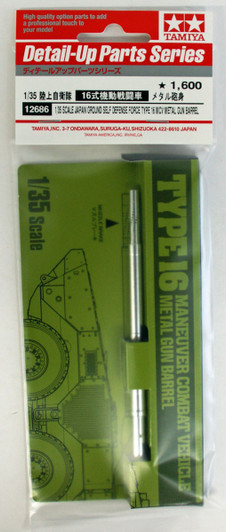 High quality option parts to add
a professional touch to
your model!
TAMIYA
Detail-Up Parts Series
ディテールアップパーツシリーズ
★ 1,600
1/35 陸上自衛隊 16式機動戦闘車 メタル砲身
12686 1/35 SCALE JAPAN GROUND SELF DEFENSE FORCE TYPE 16 MCV METAL GUN BARREL
TAMIYA, INC. 3-7 ONDAWARA, SURUGA-KU, SHIZUOKA 422-8610 JAPAN
1/35 Scale
TYPE 16
MANEUVER COMBAT VEHICLE
METAL GUN BARREL